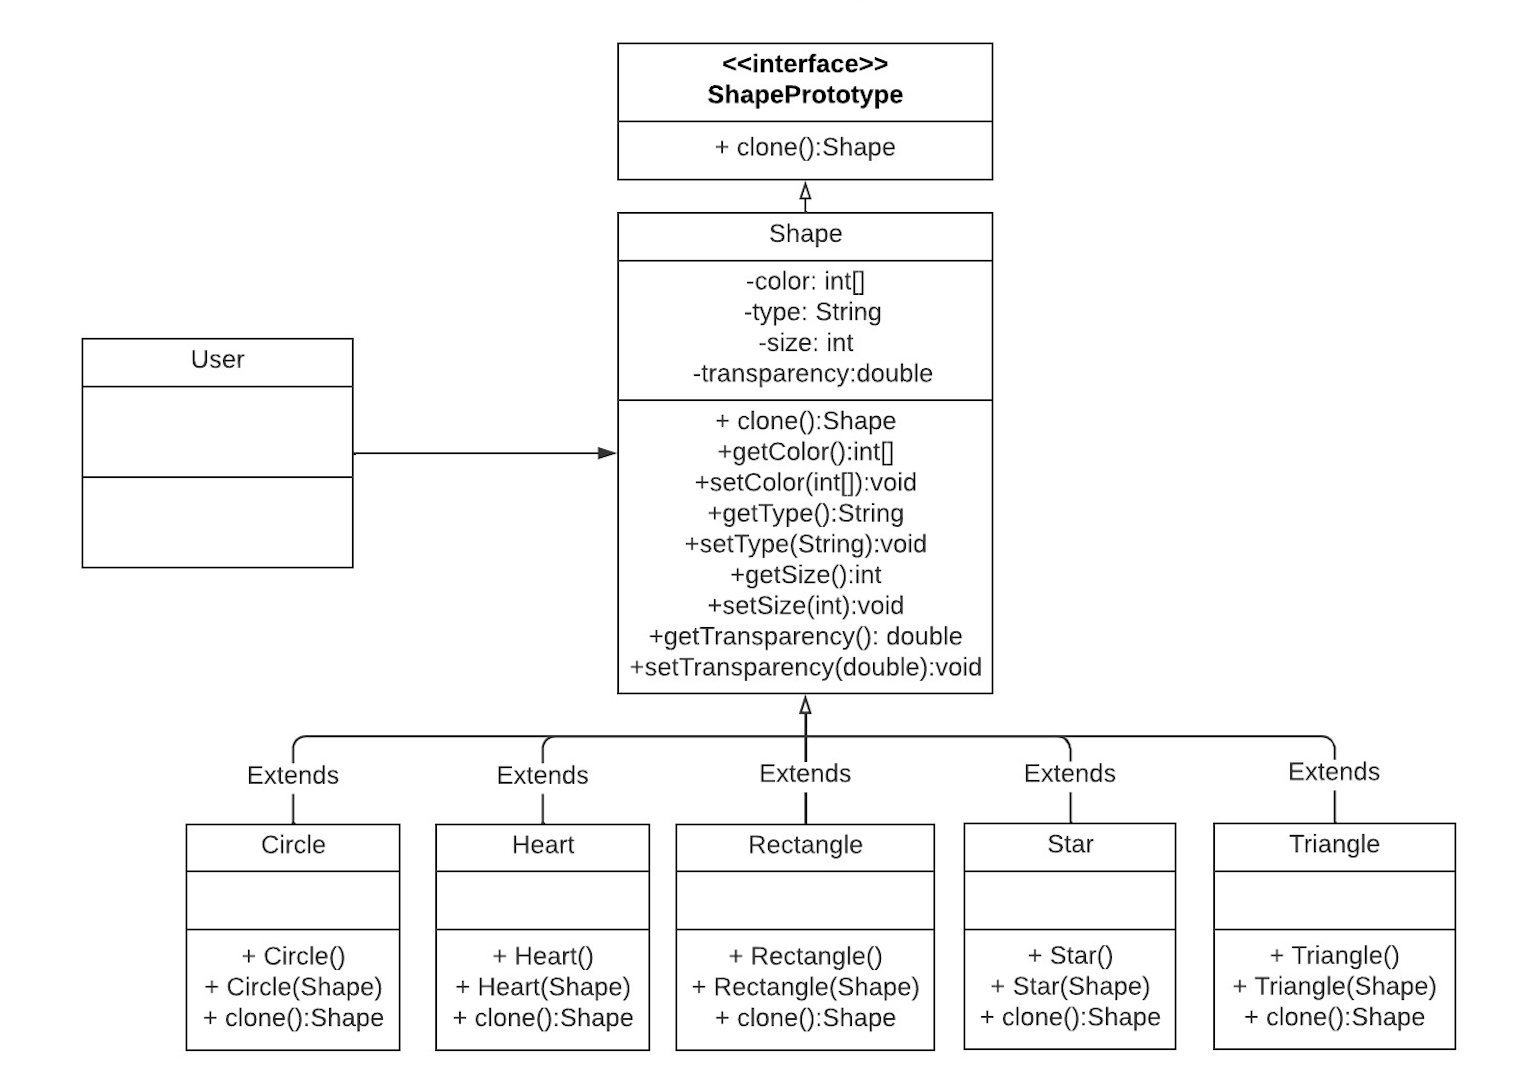 <<interface>>
ShapePrototype
+ clone():Shape
Shape
-color: int[]
-type: String
-size: int
-transparency:double
+ clone():Shape
+getColor():int[]
+setColor(int[]):void
+getType():String
+setType(String):void
+getSize():int
+setSize(int):void
+getTransparency(): double
+setTransparency(double):void
User
Extends
Extends
Extends
Extends
Extends
Circle
+ Circle()
+ Circle(Shape)
+ clone():Shape
Heart
+ Heart()
+ Heart(Shape)
+ clone():Shape
Rectangle
+ Rectangle()
+ Rectangle(Shape)
+ clone():Shape
Star
+ Star()
+ Star(Shape)
+ clone():Shape
Triangle
+ Triangle()
+ Triangle(Shape)
+ clone():Shape